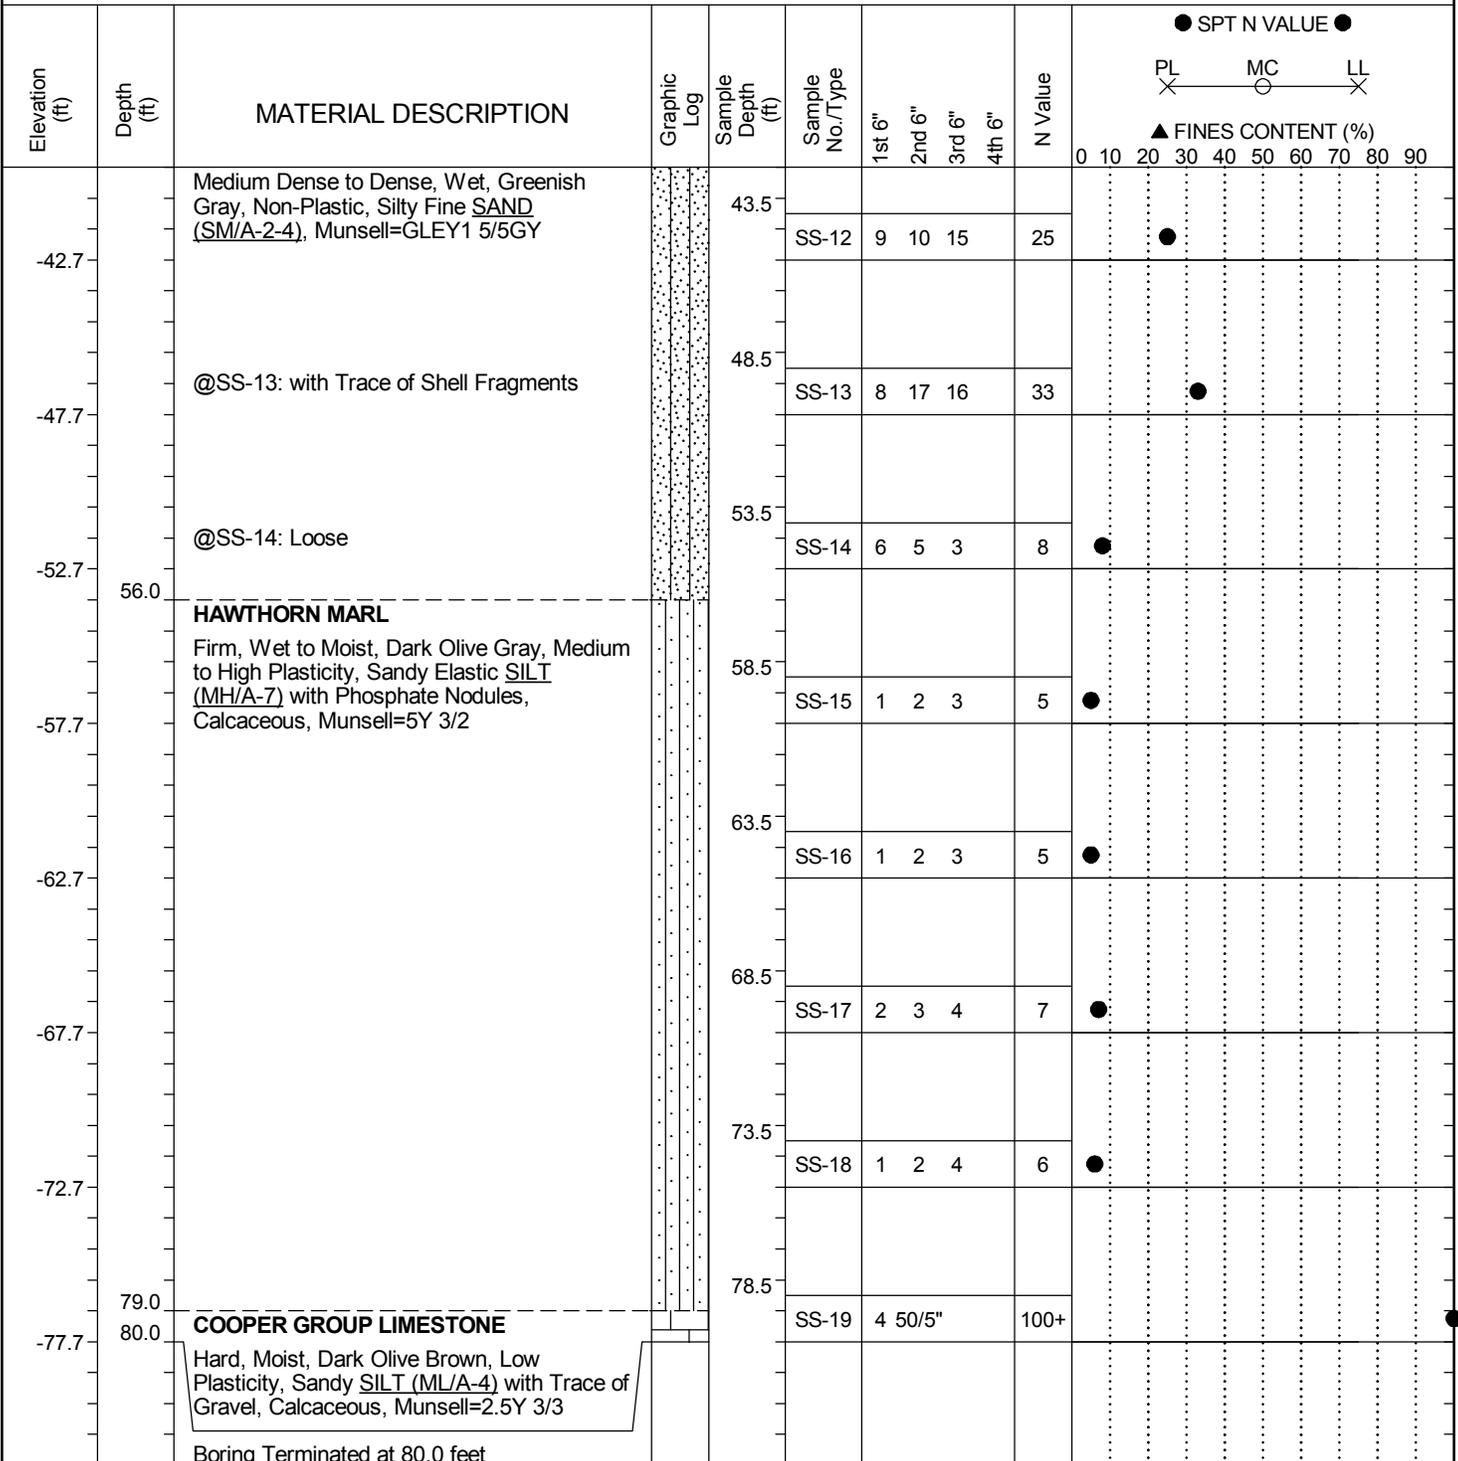 ● SPT N VALUE ●
PL MC LL
▲ FINES CONTENT (%)
0 10 20 30 40 50 60 70 80 90
Elevation (ft)
Depth (ft)
MATERIAL DESCRIPTION
Graphic Log
Sample Depth (ft)
Sample No./Type
1st 6"
2nd 6"
3rd 6"
4th 6"
N Value
Medium Dense to Dense, Wet, Greenish
Gray, Non-Plastic, Silty Fine SAND
(SM/A-2-4), Munsell=GLEY1 5/5GY
43.5
SS-12 9 10 15 25
-42.7
48.5
@SS-13: with Trace of Shell Fragments
SS-13 8 17 16 33
-47.7
53.5
@SS-14: Loose
SS-14 6 5 3 8
-52.7
56.0
HAWTHORN MARL
Firm, Wet to Moist, Dark Olive Gray, Medium
to High Plasticity, Sandy Elastic SILT
(MH/A-7) with Phosphate Nodules,
Calcaceous, Munsell=5Y 3/2
58.5
SS-15 1 2 3 5
-57.7
63.5
SS-16 1 2 3 5
-62.7
68.5
SS-17 2 3 4 7
-67.7
73.5
SS-18 1 2 4 6
-72.7
78.5
79.0
COOPER GROUP LIMESTONE
SS-19 4 50/5" 100+
80.0
-77.7
Hard, Moist, Dark Olive Brown, Low
Plasticity, Sandy SILT (ML/A-4) with Trace of
Gravel, Calcaceous, Munsell=2.5Y 3/3
Boring Terminated at 80.0 feet